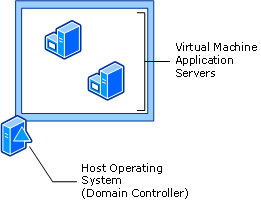 Virtual Machine
Application
Servers
Host Operating
System
(Domain Controller)